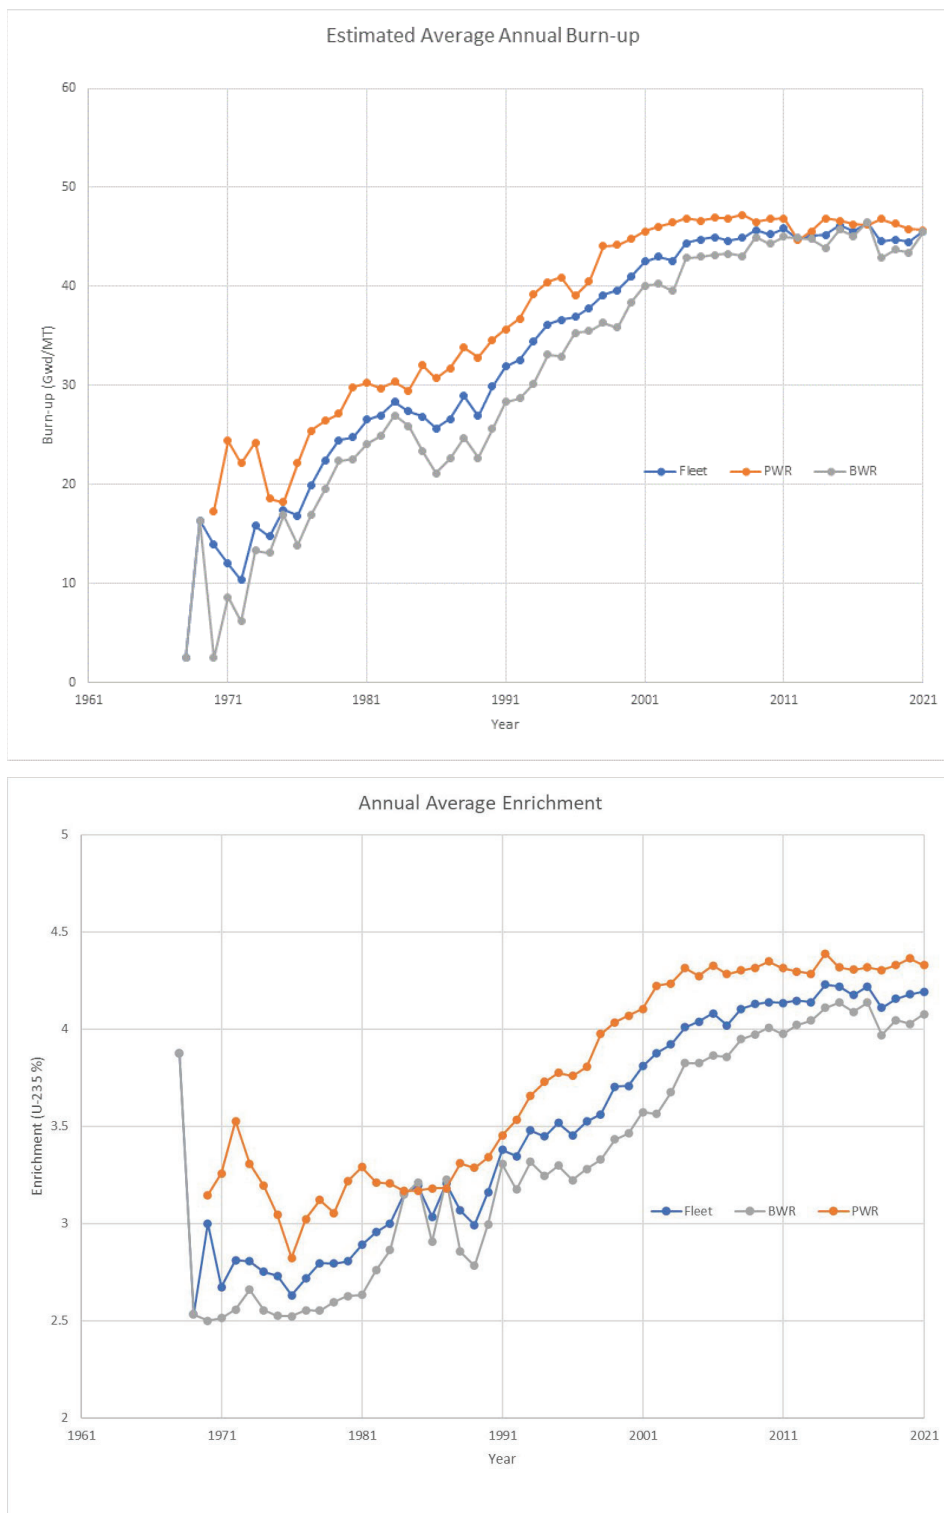 Estimated Average Annual Burn-up
60
50
40
30
20
10
0
Burn-up (Gwd/MT)
Fleet PWR BWR
1961 1971 1981 1991 2001 2011 2021
Year
Annual Average Enrichment
5
4.5
4
3.5
3
2.5
2
Enrichment (U-235 %)
Fleet BWR PWR
1961 1971 1981 1991 2001 2011 2021
Year